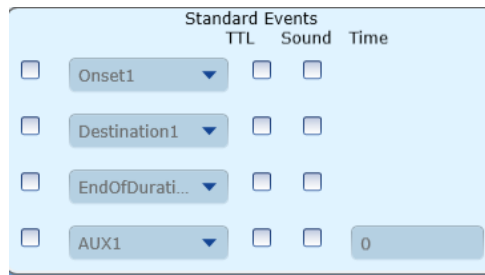 Standard Events
TTL Sound Time
Onset1
Destination1
EndOfDurati...
AUX1 0